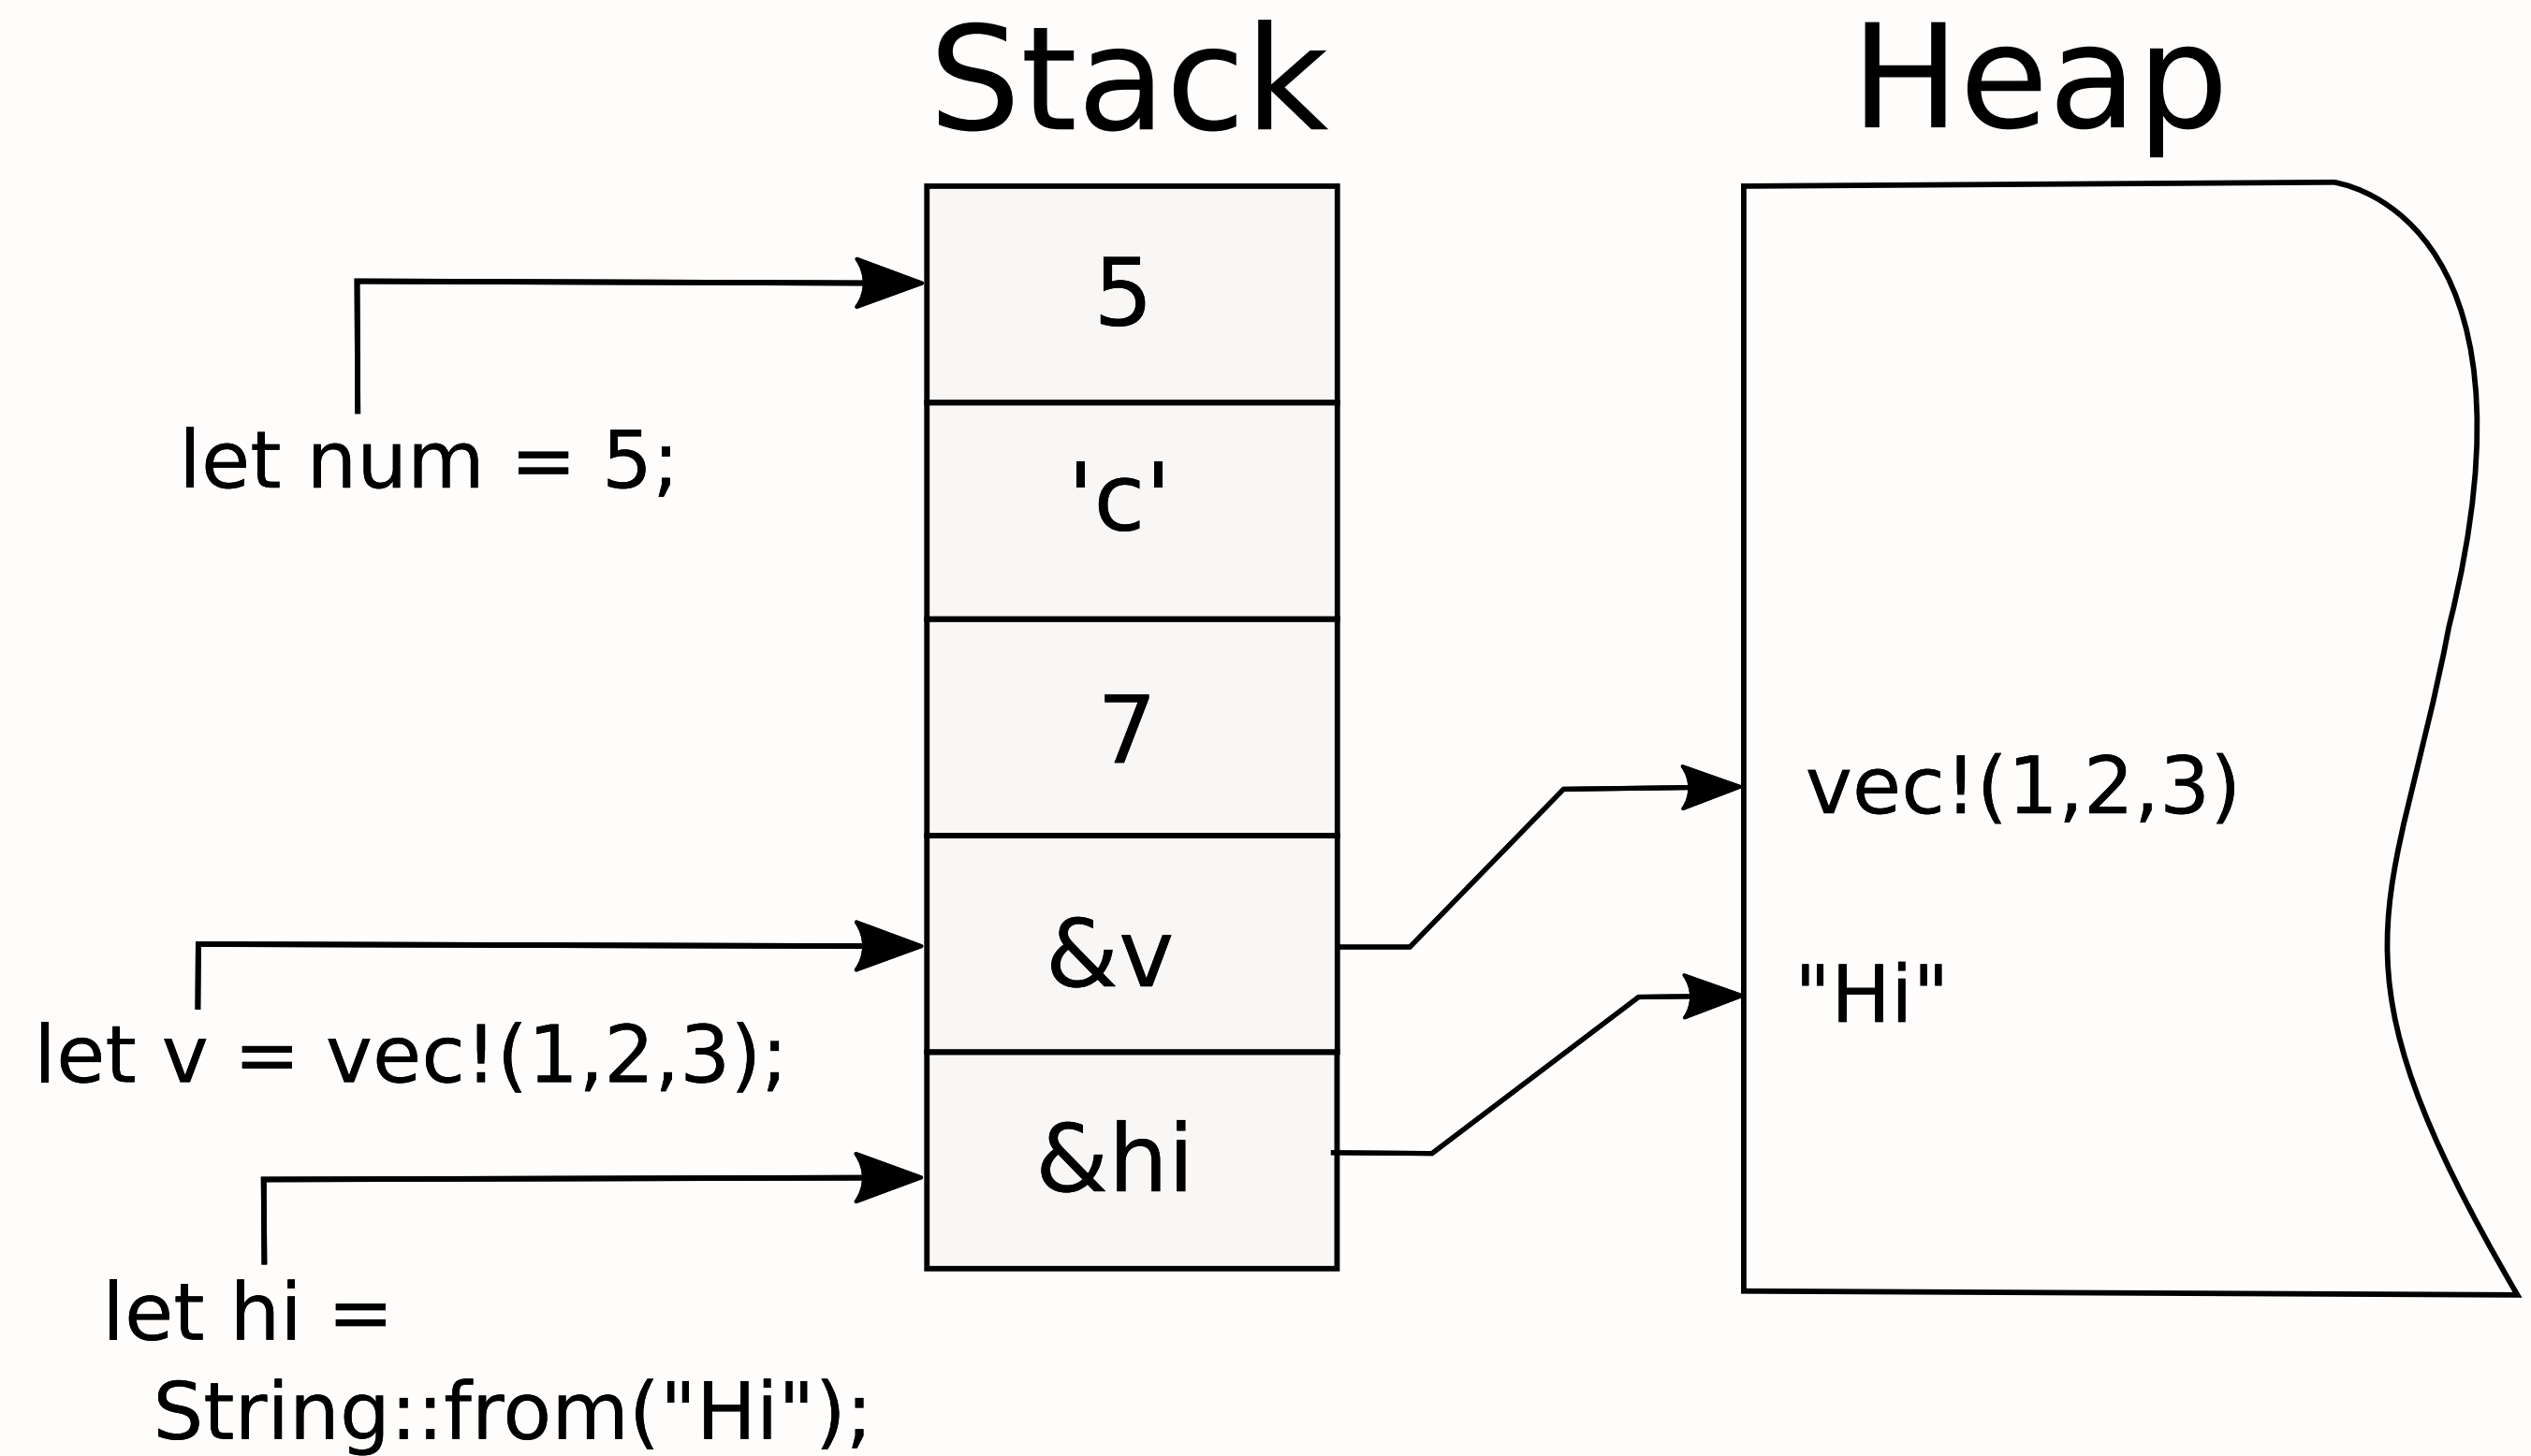 Stack
Heap
5
let num = 5;
'c'
7
vec!(1,2,3)
&v
"Hi"
let v = vec!(1,2,3);
&hi
let hi =
String::from("Hi");